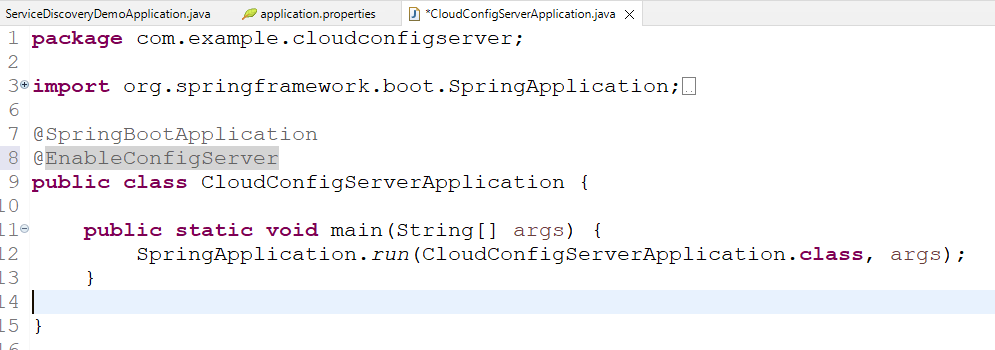 ServiceDiscoveryDemoApplication.java application.properties *CloudConfigServerApplication.java
1 package com.example.cloudconfigserver;
2
3 import org.springframework.boot.SpringApplication;
6
7 @SpringBootApplication
8 @EnableConfigServer
9 public class CloudConfigServerApplication {
10
11 public static void main(String[] args) {
12 SpringApplication.run(CloudConfigServerApplication.class, args);
13 }
14
15 }
16